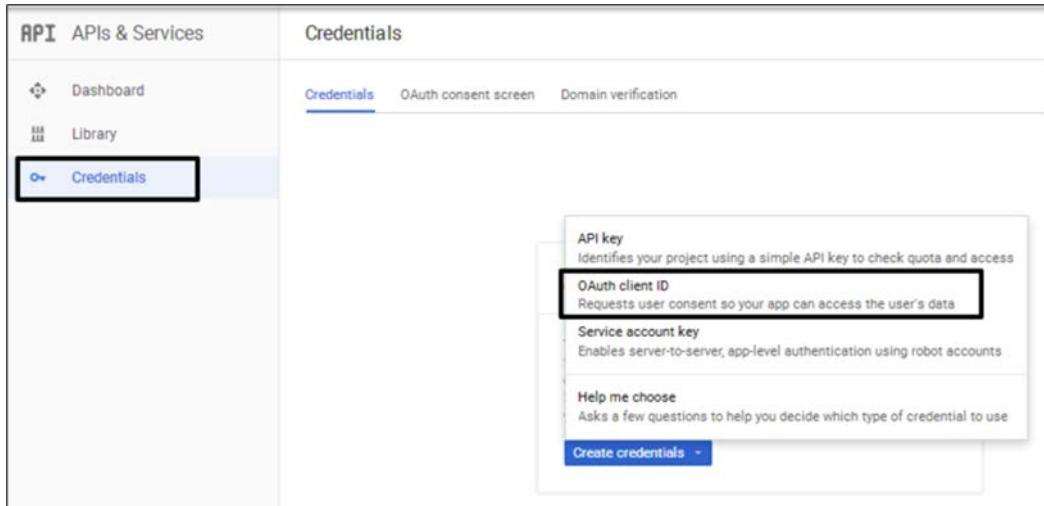 API APIs & Services
Credentials
Dashboard
Library
Credentials
Credentials OAuth consent screen Domain verification
API key
Identifies your project using a simple API key to check quota and access
OAuth client ID
Requests user consent so your app can access the user's data
Service account key
Enables server-to-server, app-level authentication using robot accounts
Help me choose
Asks a few questions to help you decide which type of credential to use
Create credentials